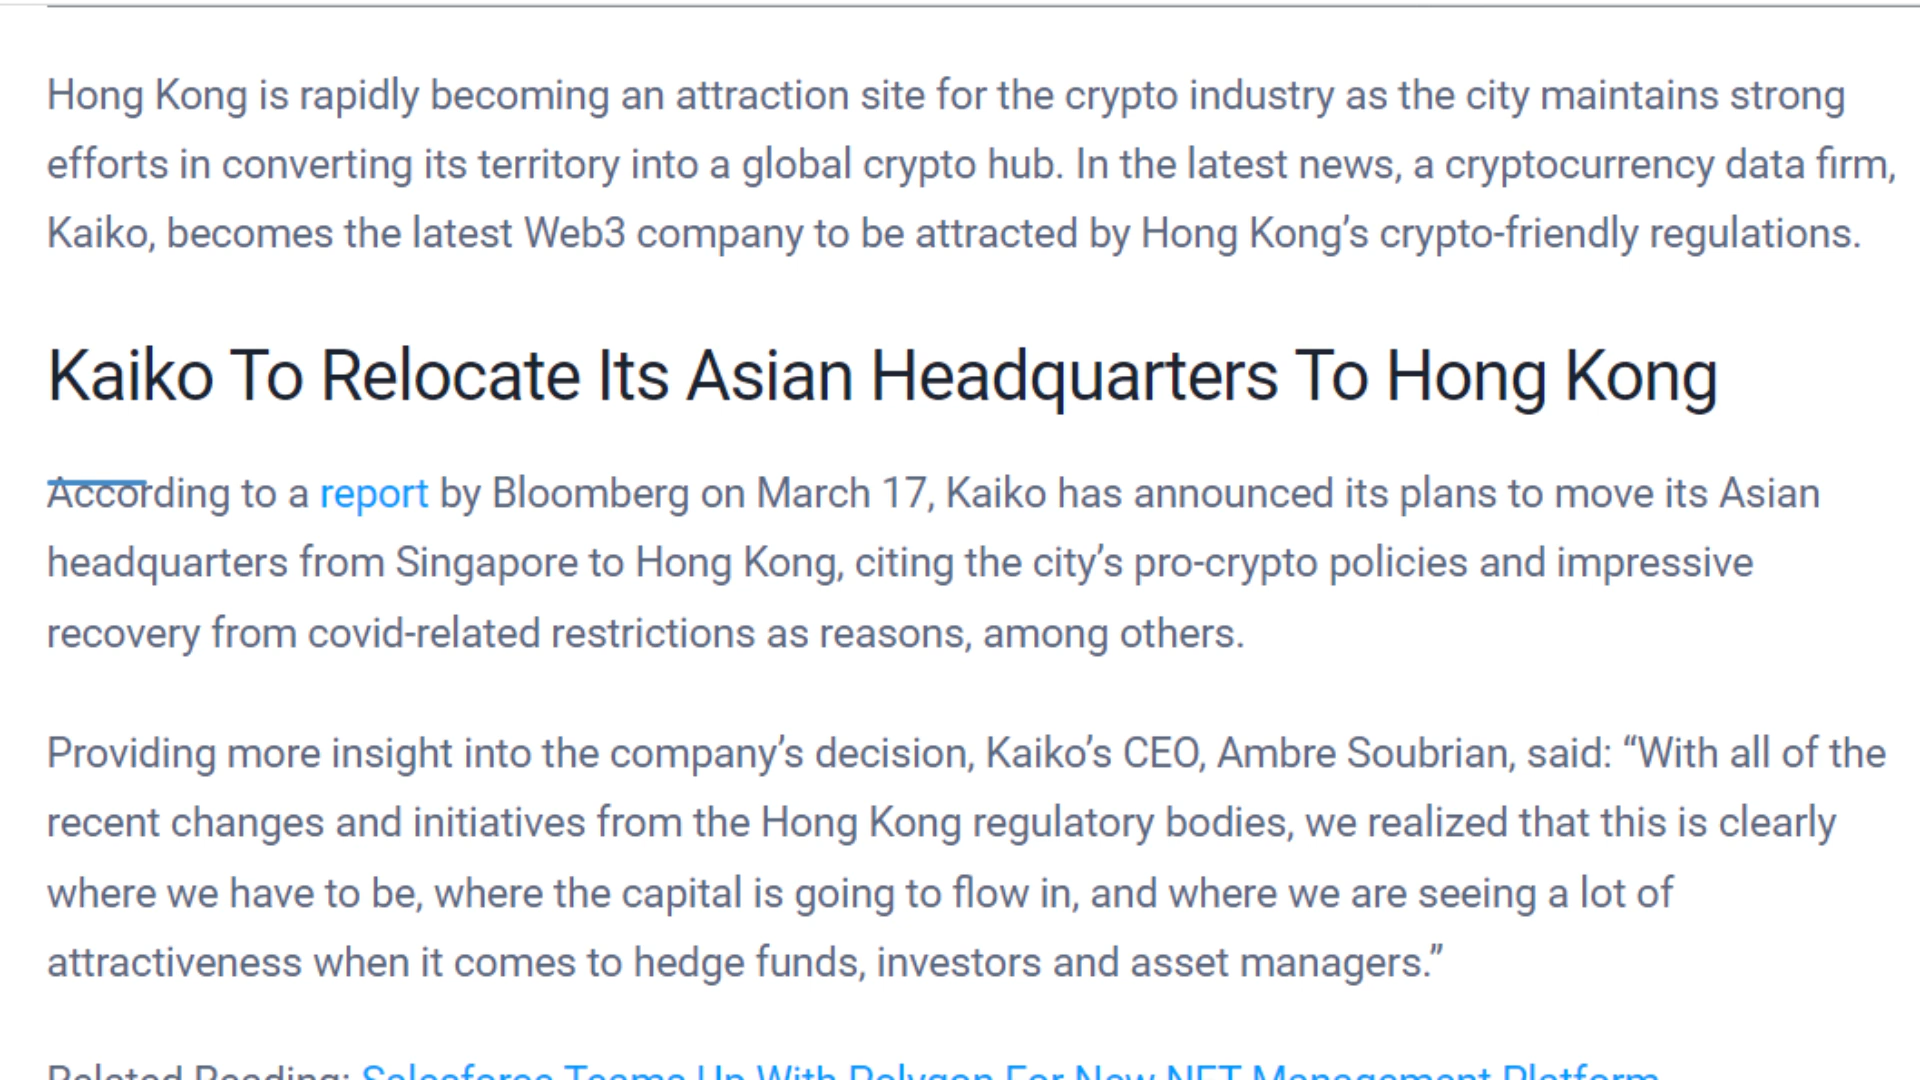 Hong Kong is rapidly becoming an attraction site for the crypto industry as the city maintains strong
efforts in converting its territory into a global crypto hub. In the latest news, a cryptocurrency data firm,
Kaiko, becomes the latest Web3 company to be attracted by Hong Kong’s crypto-friendly regulations.
Kaiko To Relocate Its Asian Headquarters To Hong Kong
According to a report by Bloomberg on March 17, Kaiko has announced its plans to move its Asian
headquarters from Singapore to Hong Kong, citing the city’s pro-crypto policies and impressive
recovery from covid-related restrictions as reasons, among others.
Providing more insight into the company’s decision, Kaiko’s CEO, Ambre Soubrian, said: “With all of the
recent changes and initiatives from the Hong Kong regulatory bodies, we realized that this is clearly
where we have to be, where the capital is going to flow in, and where we are seeing a lot of
attractiveness when it comes to hedge funds, investors and asset managers.”
Related Reading: Salesforce Teams Up With Polygon For New NFT Management Platform